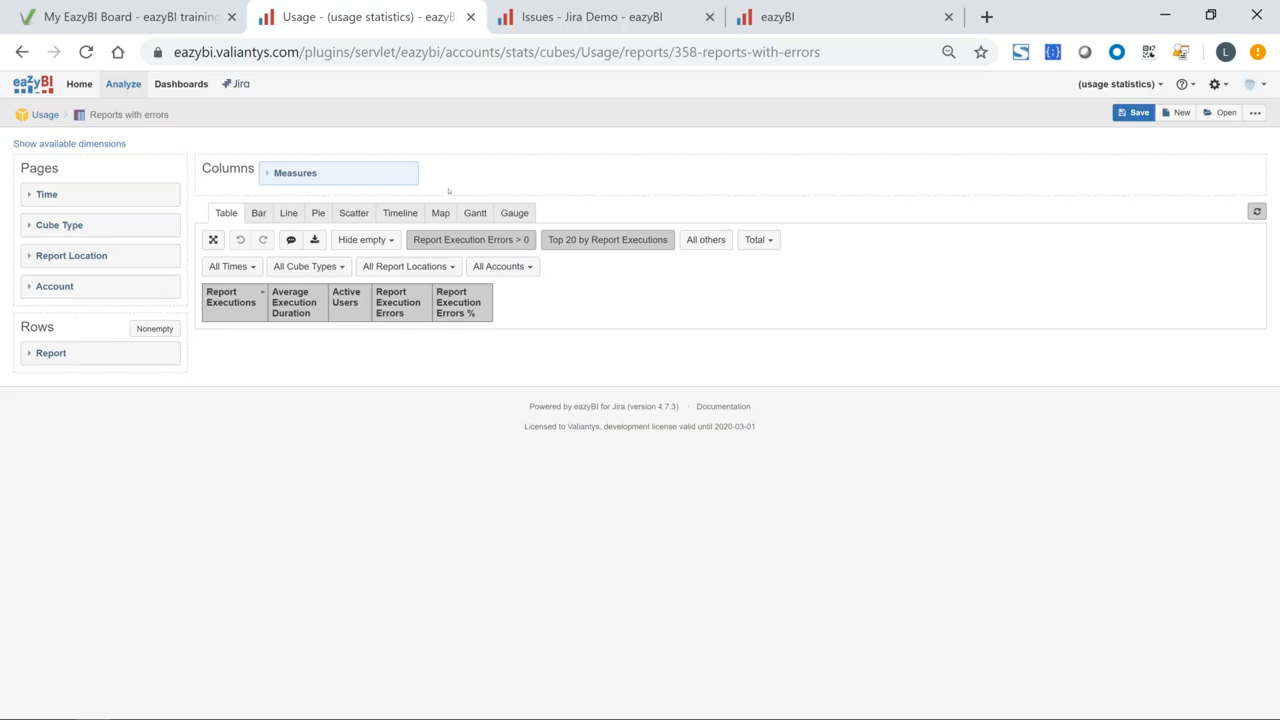 My EazyBI Board - eazyBI training
Usage - (usage statistics) - eazyB
Issues - Jira Demo - eazyBI
eazyBI
eazybi.valiantys.com/plugins/servlet/eazybi/accounts/stats/cubes/Usage/reports/358-reports-with-errors
L
eazyBI
Home
Analyze
Dashboards
Jira
(usage statistics)
Usage
Reports with errors
Save
New
Open
Show available dimensions
Pages
Time
Cube Type
Report Location
Account
Rows
Nonempty
Report
Columns
Measures
Table
Bar
Line
Pie
Scatter
Timeline
Map
Gantt
Gauge
Hide empty
Report Execution Errors > 0
Top 20 by Report Executions
All others
Total
All Times
All Cube Types
All Report Locations
All Accounts
Report Executions
Average Execution Duration
Active Users
Report Execution Errors
Report Execution Errors %
Powered by eazyBI for Jira (version 4.7.3) · Documentation
Licensed to Valiantys, development license valid until 2020-03-01